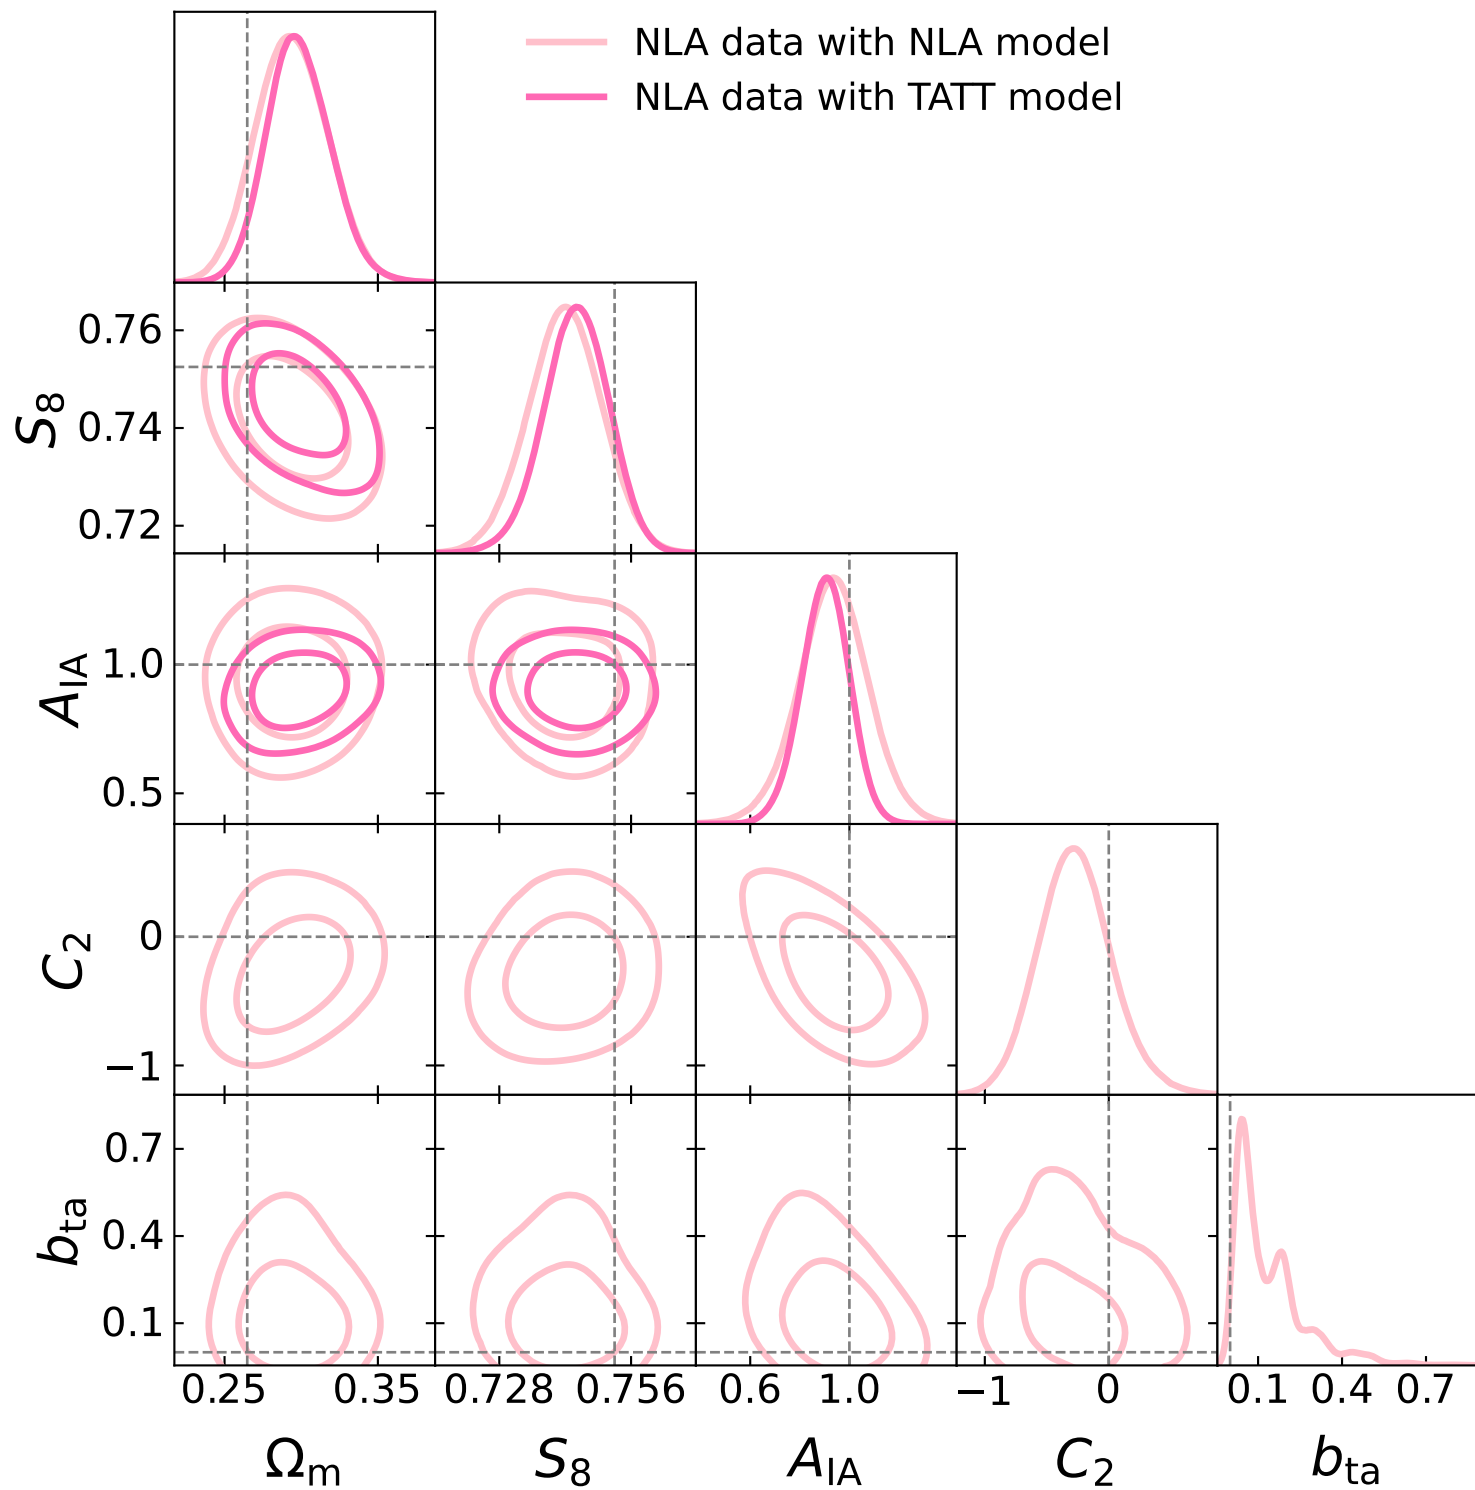 NLA data with NLA model
NLA data with TATT model
0.76
0.74
0.72
S8
1.0
0.5
AIA
0
−1
C2
0.7
0.4
0.1
bta
0.25 0.35 0.728 0.756 0.6 1.0 −1 0 0.1 0.4 0.7
Ωm S8 AIA C2 bta